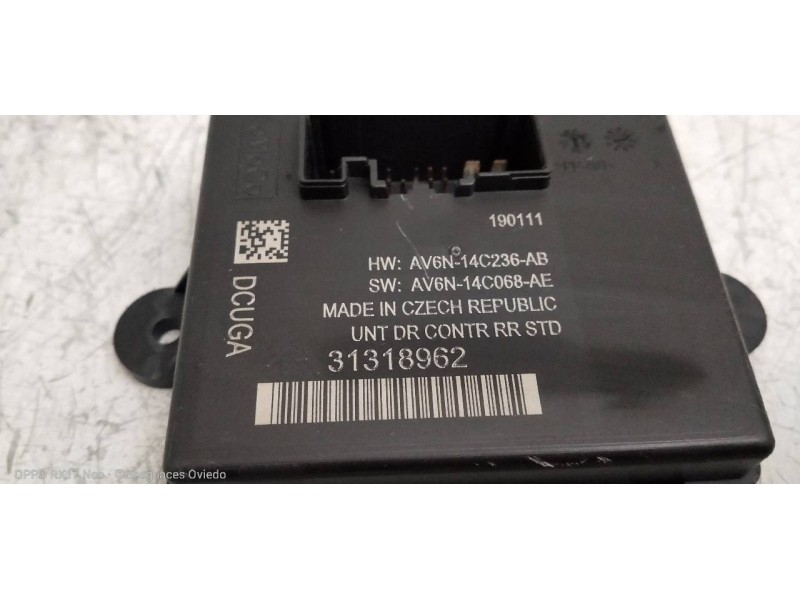 190111
HW: AV6N-14C236-AB
SW: AV6N-14C068-AE
MADE IN CZECH REPUBLIC
UNT DR CONTR RR STD
31318962
DCUGA
Oviedo